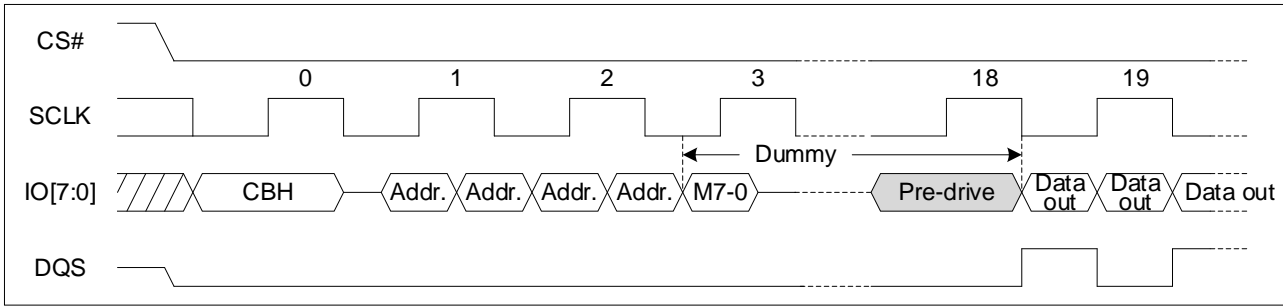 CS#
0 1 2 3 18 19
SCLK
Dummy
IO[7:0] CBH Addr. Addr. Addr. Addr. M7-0 Pre-drive Data out Data out Data out
DQS